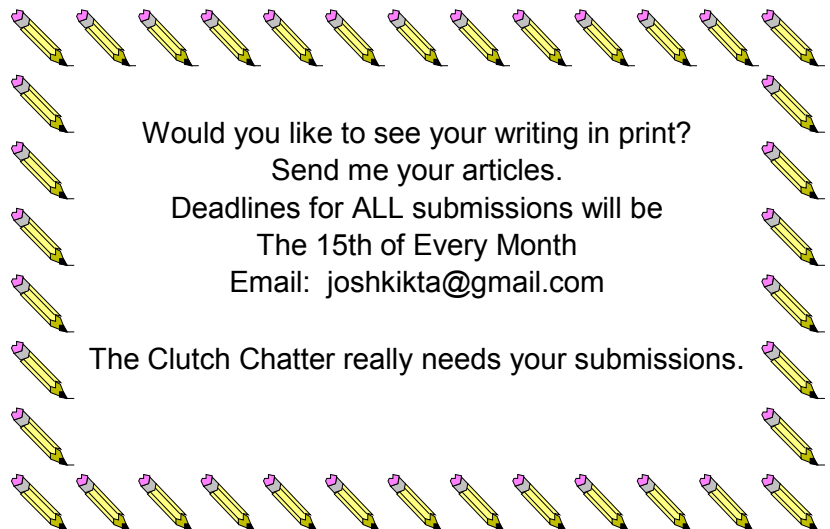 Would you like to see your writing in print?
Send me your articles.
Deadlines for ALL submissions will be
The 15th of Every Month
Email:  joshkikta@gmail.com
The Clutch Chatter really needs your submissions.